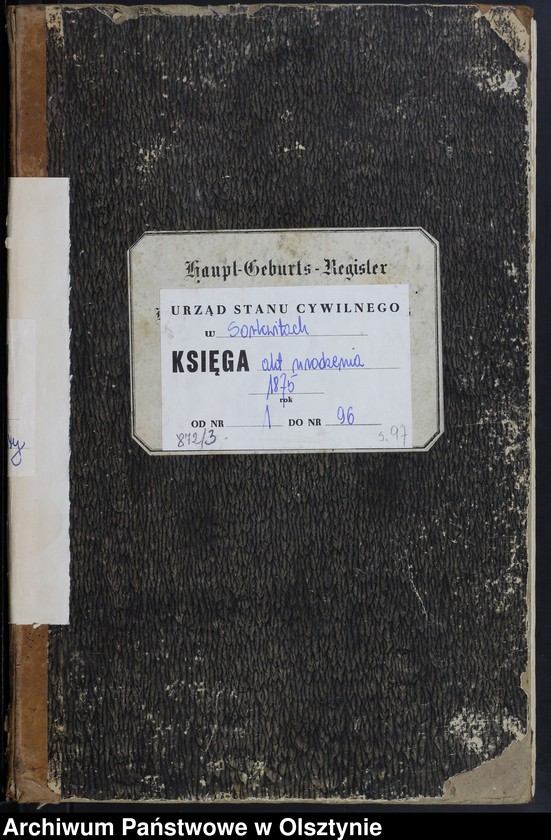 Haupt-Geburts-Register
URZĄD STANU CYWILNEGO
w Sorkwitach
KSIĘGA akt urodzenia
1875
rok
OD NR 1 DO NR 96
872/3.
s. 97
Archiwum Państwowe w Olsztynie